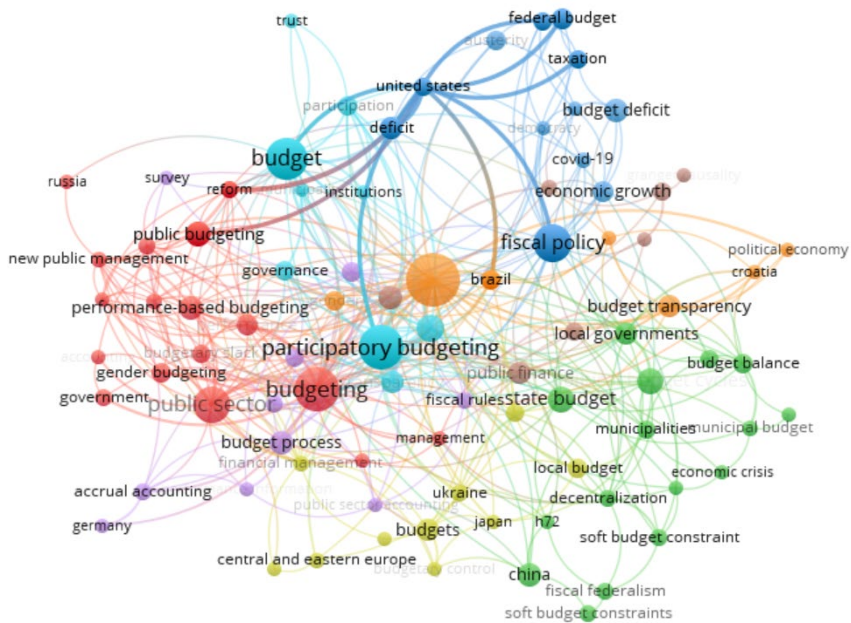 trust
federal budget
austerity
taxation
united states
participation
budget deficit
deficit
democracy
budget
covid-19
granger causality
russia
survey
reform
institutions
economic growth
public budgeting
fiscal policy
new public management
political economy
governance
croatia
brazil
gender
performance-based budgeting
budget transparency
local governments
participatory budgeting
budgetary slack
budget balance
gender budgeting
public finance
government
public sector
budgeting
fiscal rules
state budget
municipalities
municipal budget
budget process
management
financial management
local budget
economic crisis
accrual accounting
ukraine
decentralization
public sector accounting
germany
japan
h72
budgets
soft budget constraint
central and eastern europe
budgetary control
china
fiscal federalism
soft budget constraints